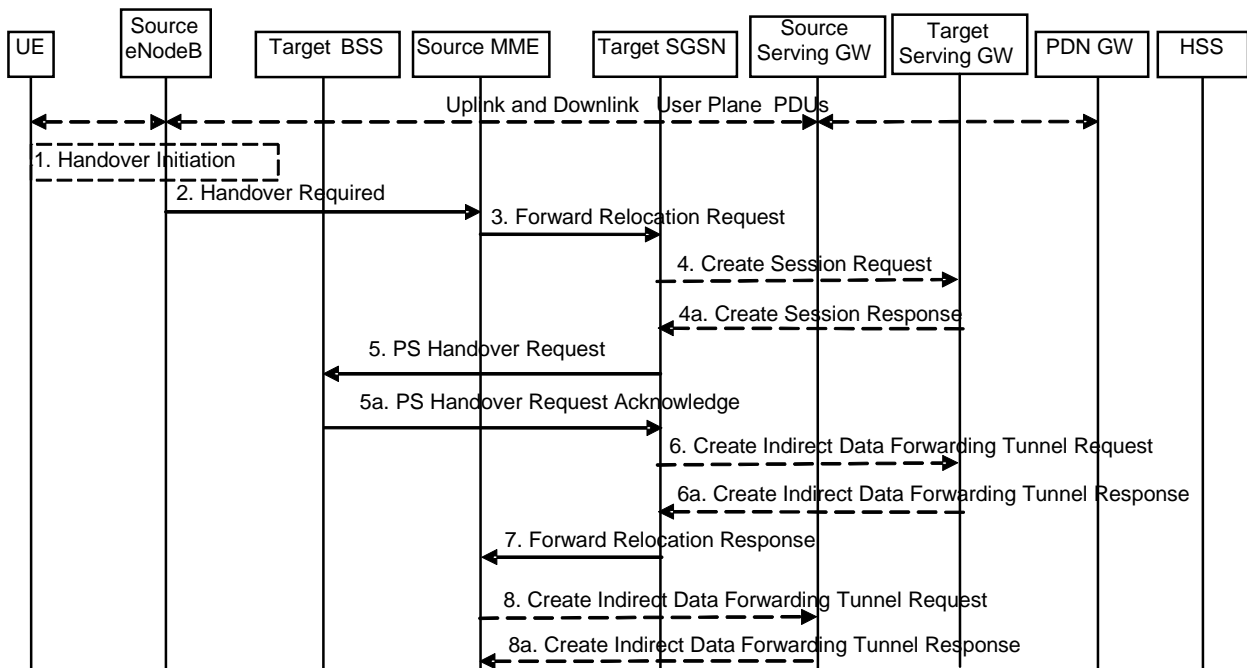 UE
Source
eNodeB
Target BSS
Source MME
Target SGSN
Source
Serving GW
Target
Serving GW
PDN GW
HSS
Uplink and Downlink User Plane PDUs
1. Handover Initiation
2. Handover Required
3. Forward Relocation Request
4. Create Session Request
4a. Create Session Response
5. PS Handover Request
5a. PS Handover Request Acknowledge
6. Create Indirect Data Forwarding Tunnel Request
6a. Create Indirect Data Forwarding Tunnel Response
7. Forward Relocation Response
8. Create Indirect Data Forwarding Tunnel Request
8a. Create Indirect Data Forwarding Tunnel Response